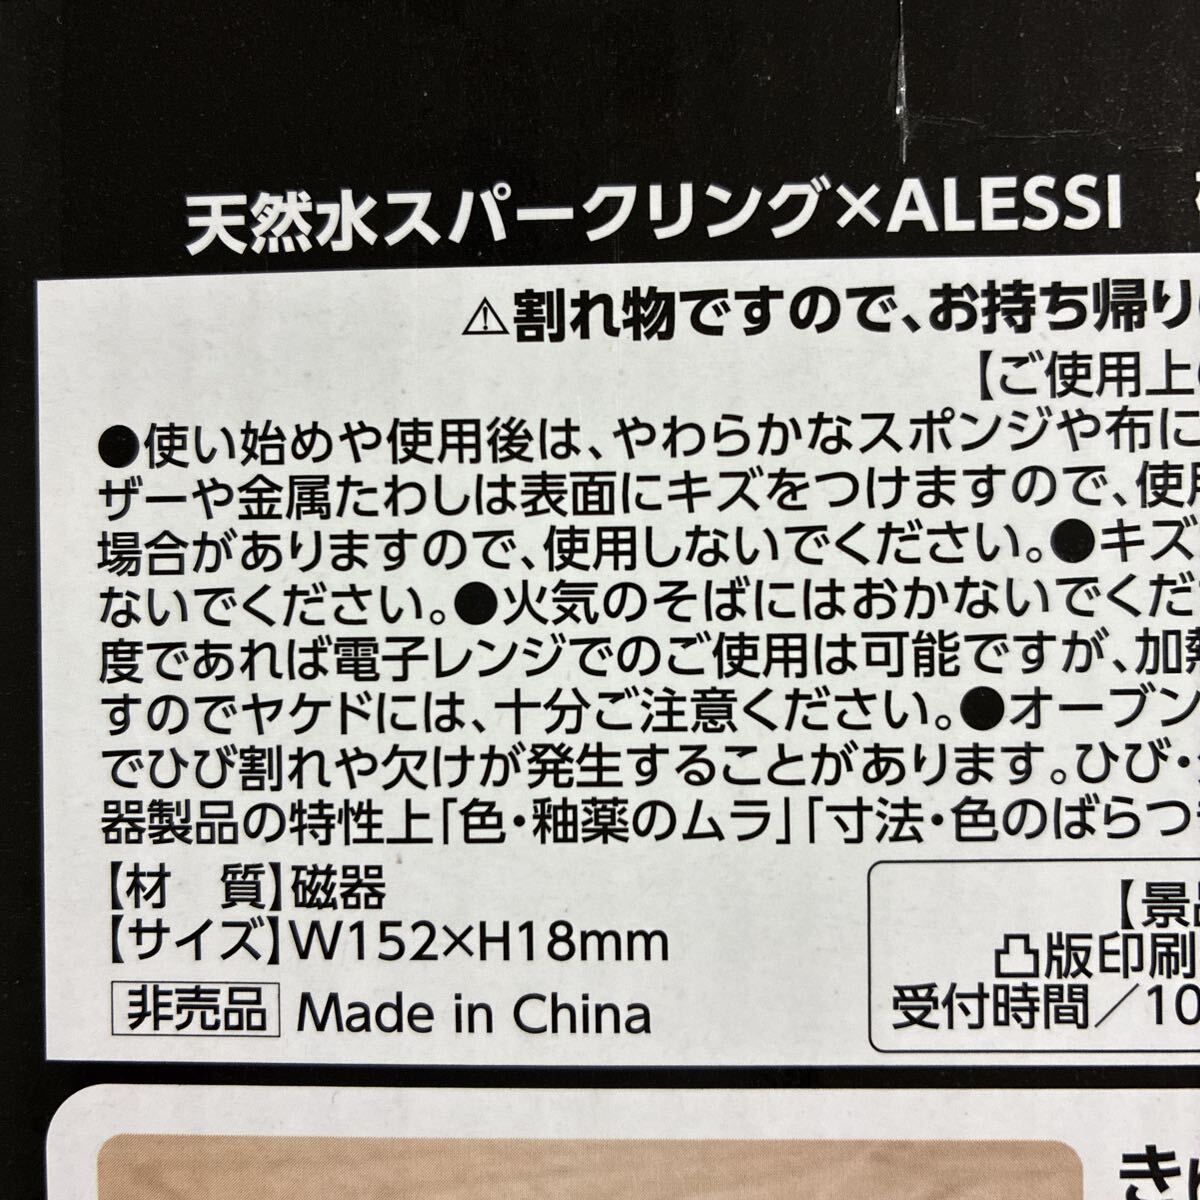 天然水スパークリング×ALESSI
⚠割れ物ですので、お持ち帰り
【ご使用上の
●使い始めや使用後は、やわらかなスポンジや布に
ザーや金属たわしは表面にキズをつけますので、使用
場合がありますので、使用しないでください。●キズ
ないでください。●火気のそばにはおかないでくだ
度であれば電子レンジでのご使用は可能ですが、加熱
すのでヤケドには、十分ご注意ください。●オーブン
でひび割れや欠けが発生することがあります。ひび・
器製品の特性上「色・釉薬のムラ」「寸法・色のばらつ
【材　質】磁器
【サイズ】W152×H18mm
非売品 Made in China
【景品
凸版印刷
受付時間／10
き